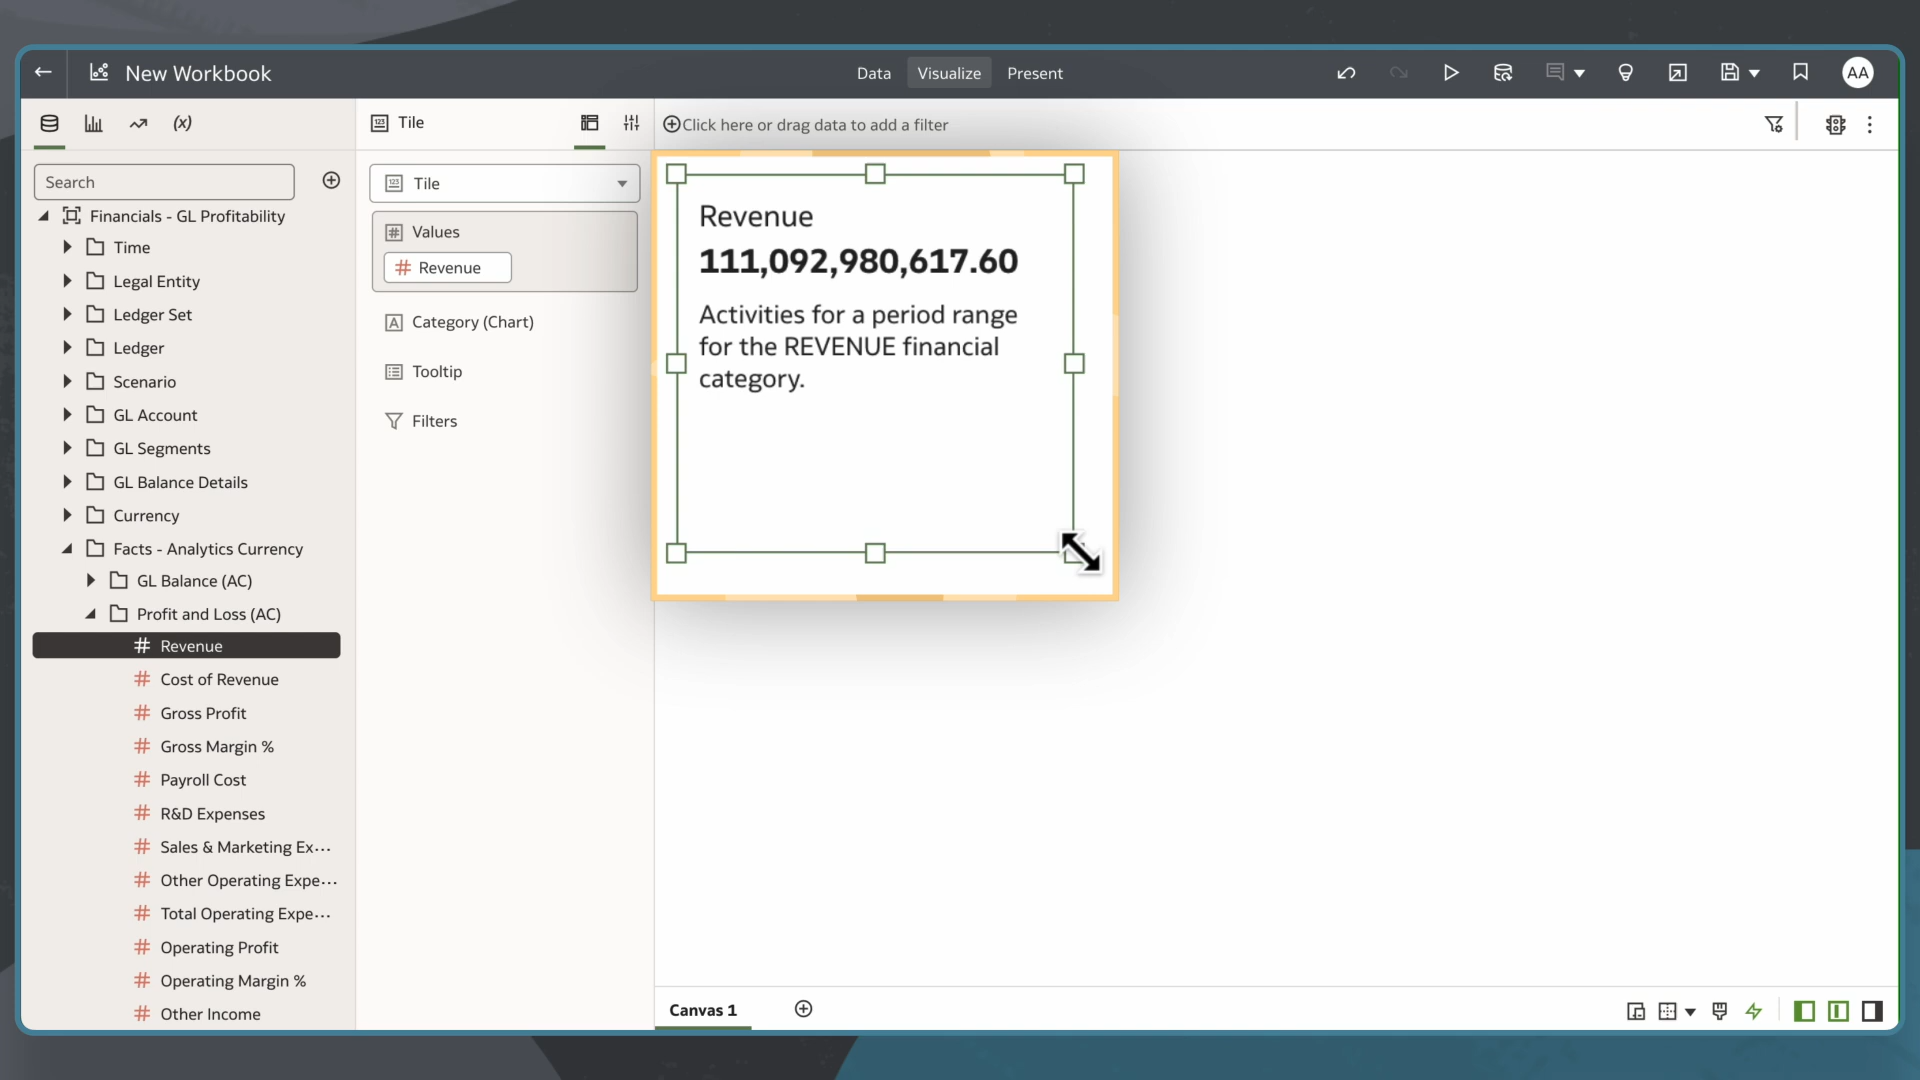 New Workbook
Data
Visualize
Present
AA
Tile
Click here or drag data to add a filter
Search
Tile
Financials - GL Profitability
Time
Legal Entity
Ledger Set
Ledger
Scenario
GL Account
GL Segments
GL Balance Details
Currency
Facts - Analytics Currency
GL Balance (AC)
Profit and Loss (AC)
Revenue
Cost of Revenue
Gross Profit
Gross Margin %
Payroll Cost
R&D Expenses
Sales & Marketing Ex...
Other Operating Expe...
Total Operating Expe...
Operating Profit
Operating Margin %
Other Income
Values
# Revenue
Category (Chart)
Tooltip
Filters
Revenue
111,092,980,617.60
Activities for a period range
for the REVENUE financial
category.
Canvas 1